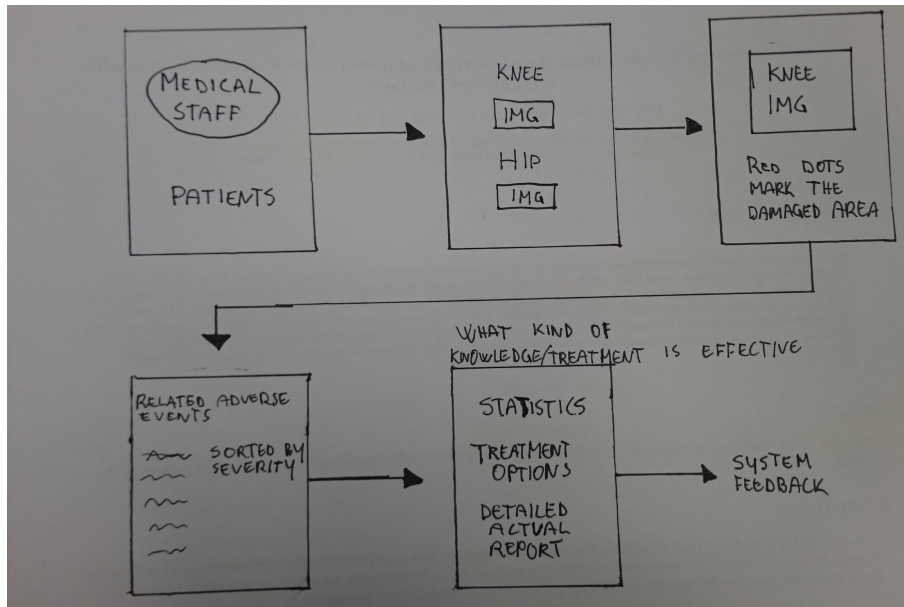 MEDICAL
STAFF
PATIENTS
KNEE
IMG
HIP
IMG
KNEE
IMG
RED DOTS
MARK THE
DAMAGED AREA
RELATED ADVERSE
EVENTS
SORTED BY
SEVERITY
WHAT KIND OF
KNOWLEDGE/TREATMENT IS EFFECTIVE
STATISTICS
TREATMENT
OPTIONS
DETAILED
ACTUAL
REPORT
SYSTEM
FEEDBACK